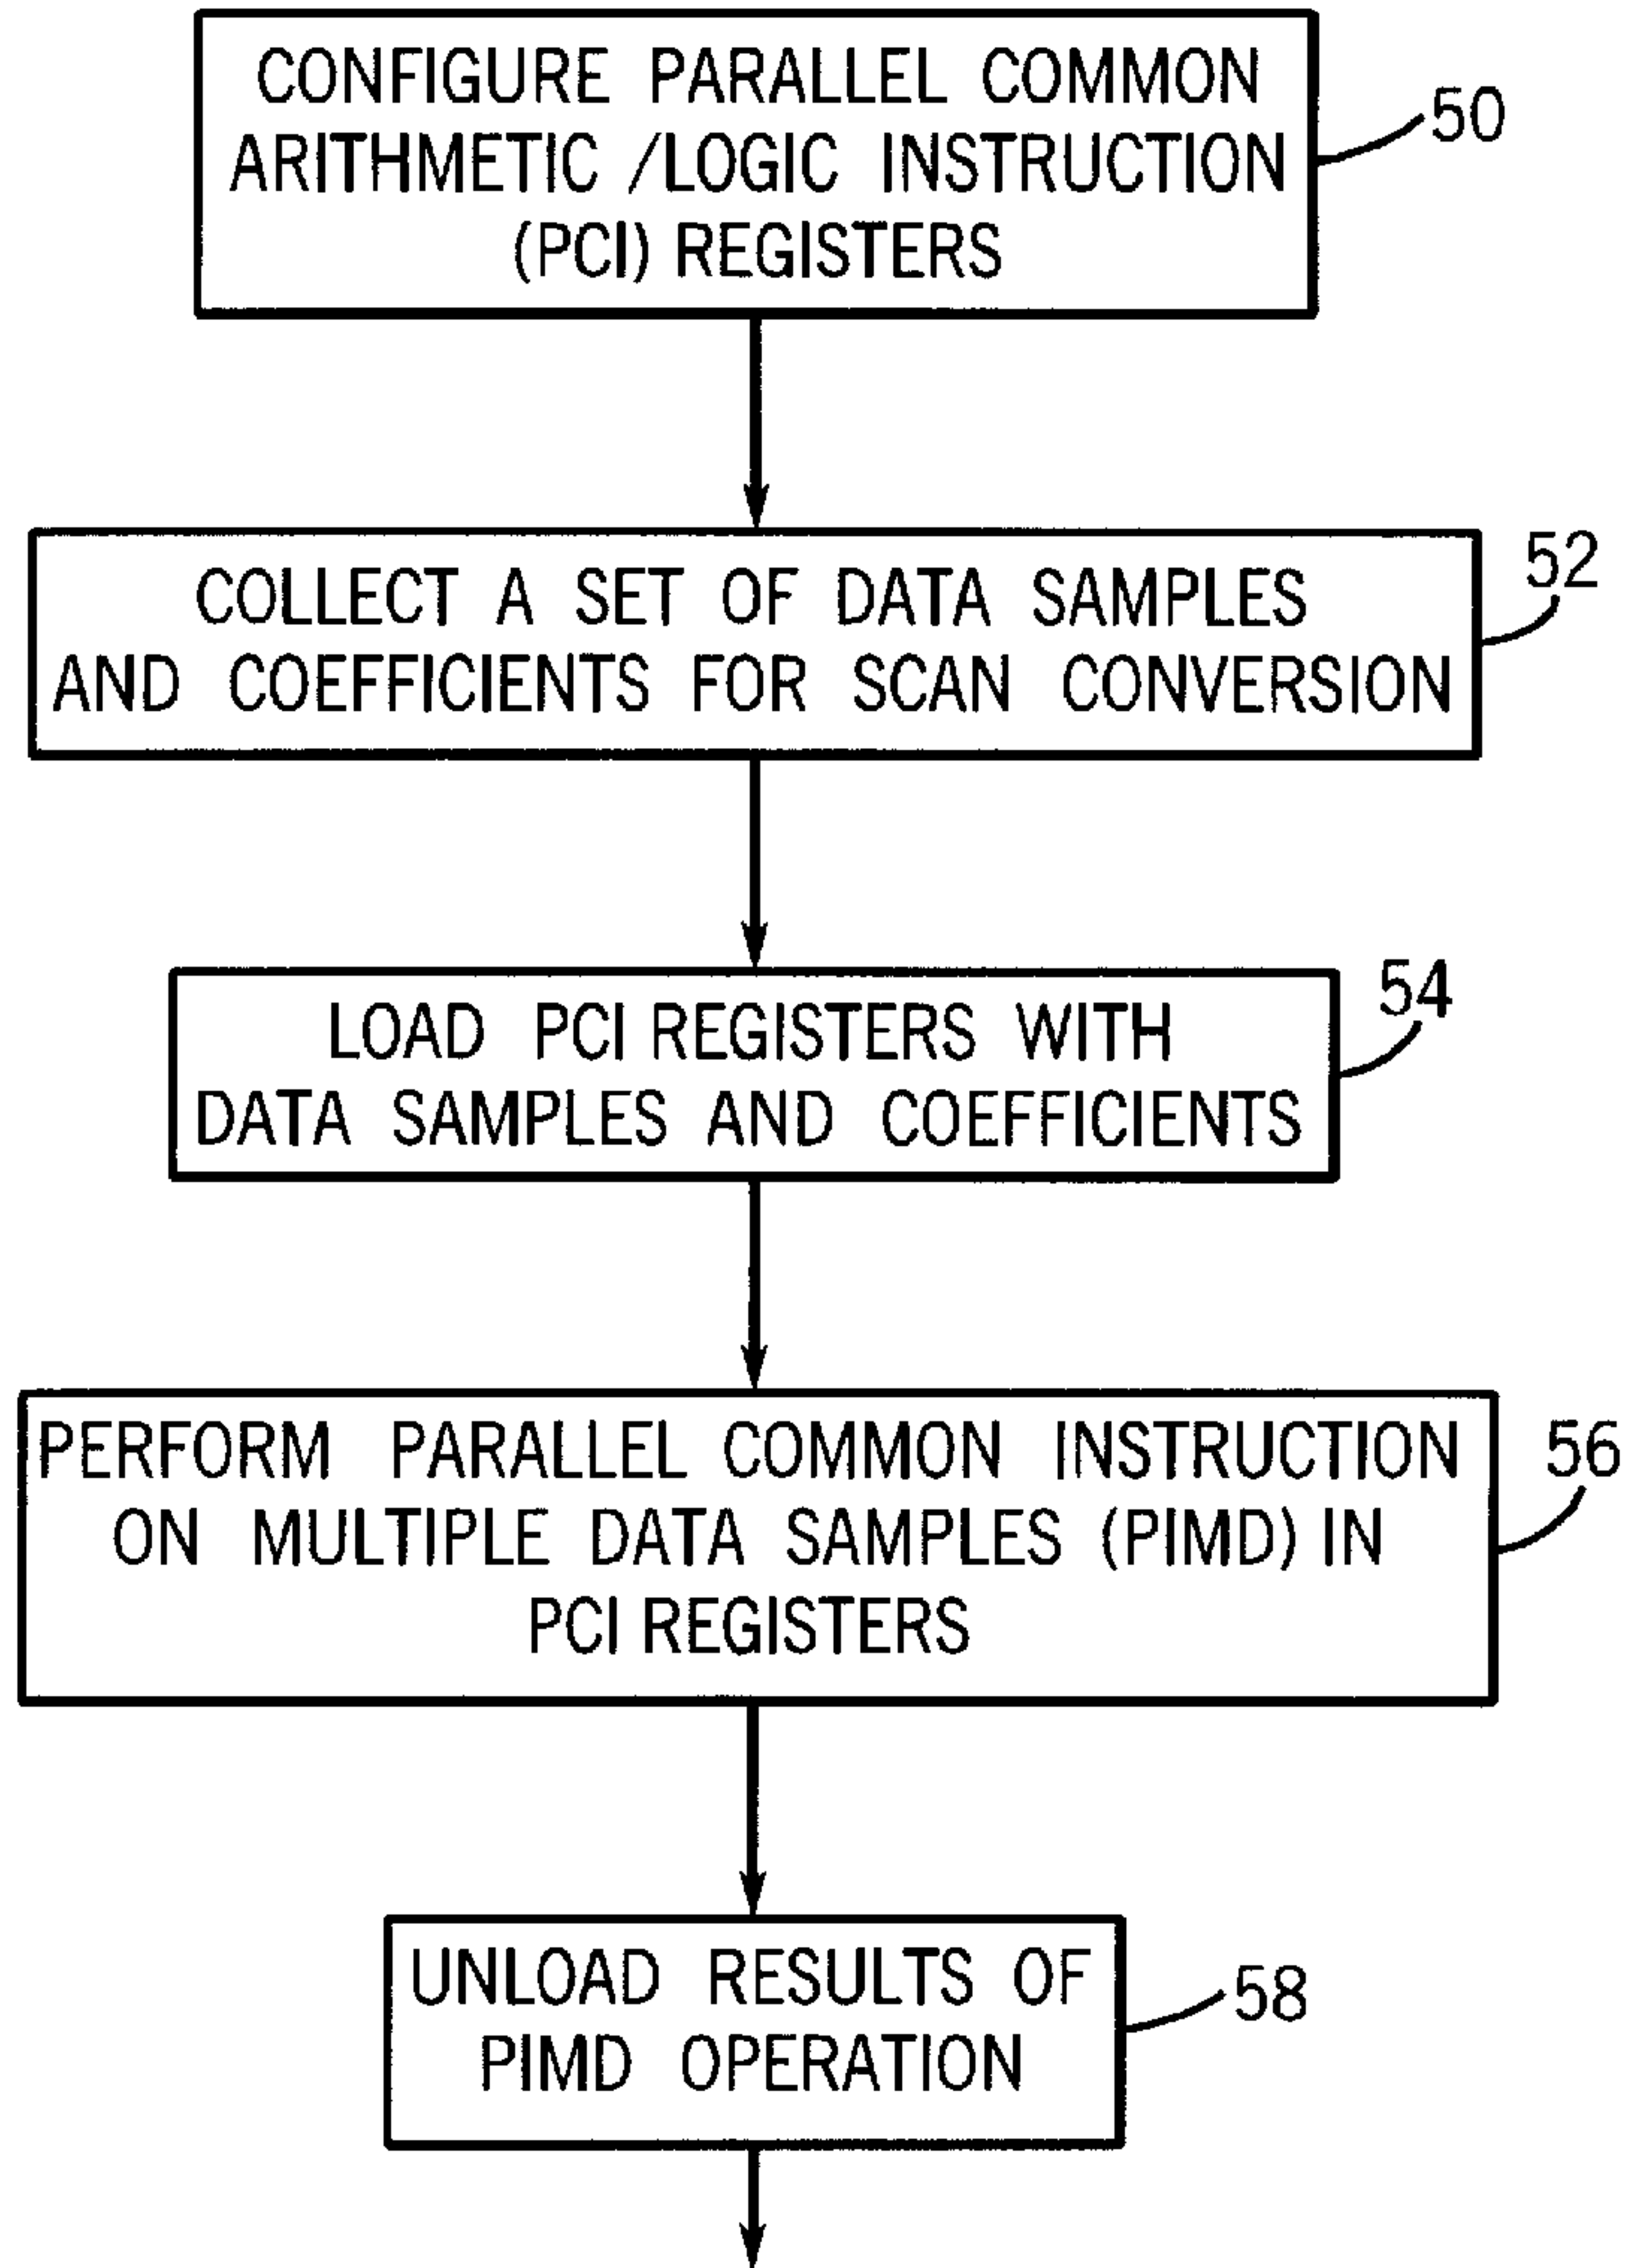 CONFIGURE PARALLEL COMMON
ARITHMETIC /LOGIC INSTRUCTION
(PCI) REGISTERS
50
COLLECT A SET OF DATA SAMPLES
AND COEFFICIENTS FOR SCAN CONVERSION
52
LOAD PCI REGISTERS WITH
DATA SAMPLES AND COEFFICIENTS
54
PERFORM PARALLEL COMMON INSTRUCTION
ON MULTIPLE DATA SAMPLES (PIMD) IN
PCI REGISTERS
56
UNLOAD RESULTS OF
PIMD OPERATION
58